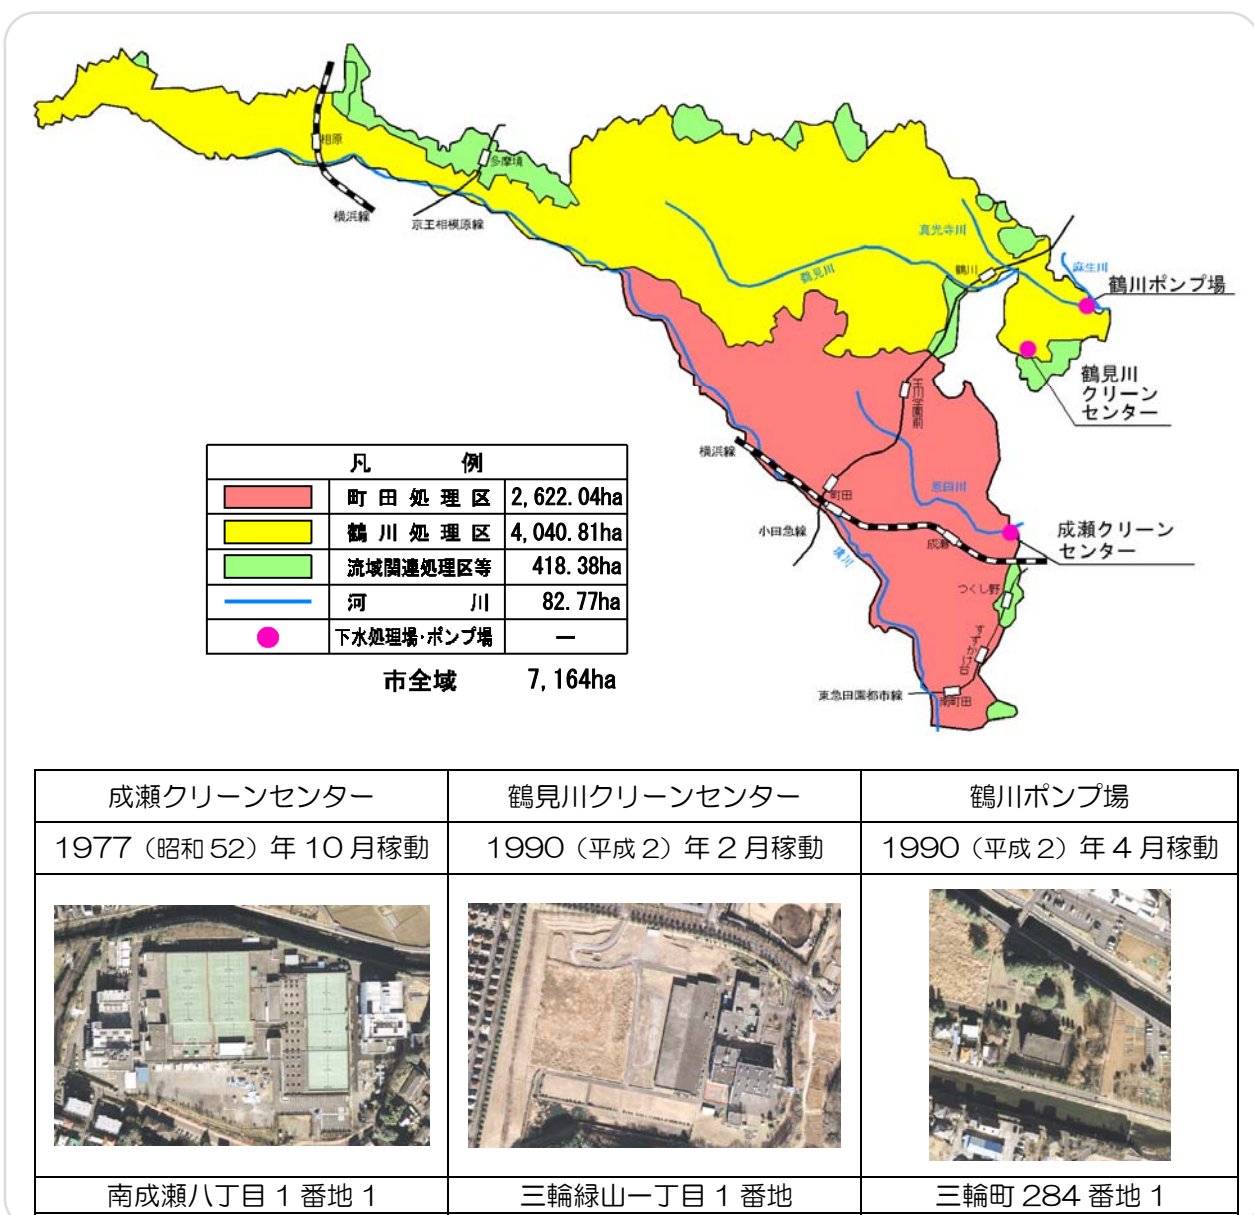 相原
多摩境
横浜線
京王相模原線
真光寺川
鶴見川
鶴川
麻生川
鶴川ポンプ場
鶴見川
クリーン
センター
玉川学園前
横浜線
恩田川
町田
小田急線
成瀬
成瀬クリーン
センター
境川
つくし野
すずかけ台
東急田園都市線
南町田
凡 例
町田処理区 2,622.04ha
鶴川処理区 4,040.81ha
流域関連処理区等 418.38ha
河川 82.77ha
下水処理場・ポンプ場 —
市全域 7,164ha
成瀬クリーンセンター 鶴見川クリーンセンター 鶴川ポンプ場
1977（昭和52）年10月稼動 1990（平成2）年2月稼動 1990（平成2）年4月稼動
南成瀬八丁目1番地1 三輪緑山一丁目1番地 三輪町284番地1